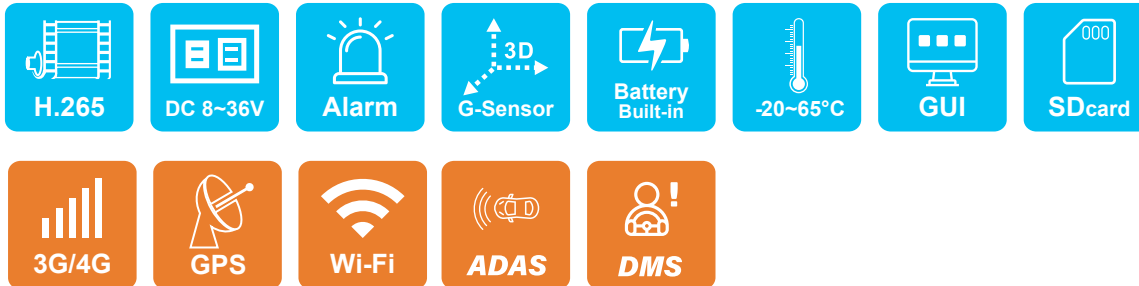 H.265
DC 8~36V
Alarm
3D
G-Sensor
Battery
Built-in
-20~65°C
GUI
SDcard
3G/4G
GPS
Wi-Fi
ADAS
!
DMS